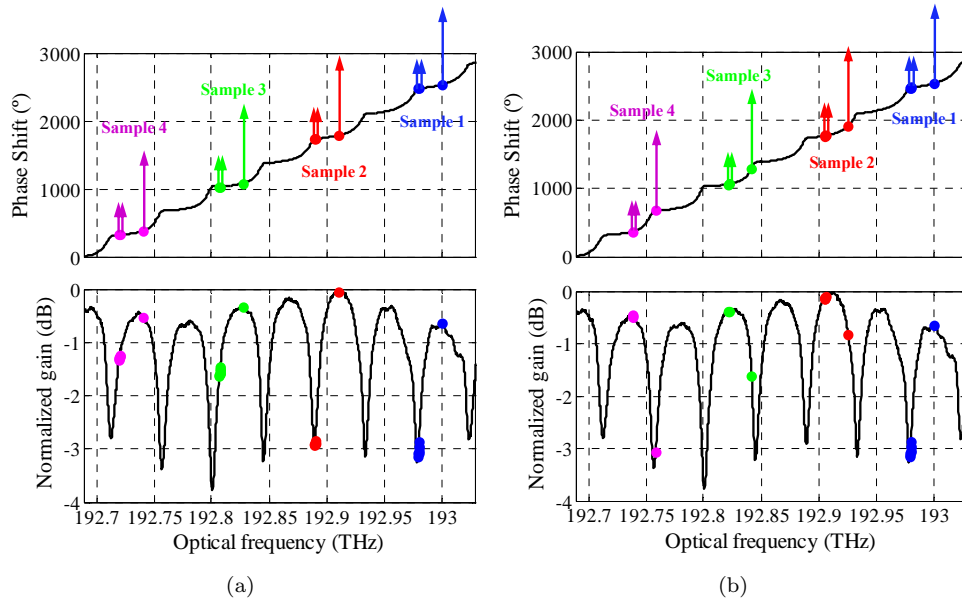 3000
2000
1000
0
Phase Shift (º)
Sample 4
Sample 3
Sample 2
Sample 1
0
-1
-2
-3
-4
Normalized gain (dB)
192.7 192.75 192.8 192.85 192.9 192.95 193
Optical frequency (THz)
(a)
3000
2000
1000
0
Phase Shift (º)
Sample 4
Sample 3
Sample 2
Sample 1
0
-1
-2
-3
-4
Normalized gain (dB)
192.7 192.75 192.8 192.85 192.9 192.95 193
Optical frequency (THz)
(b)